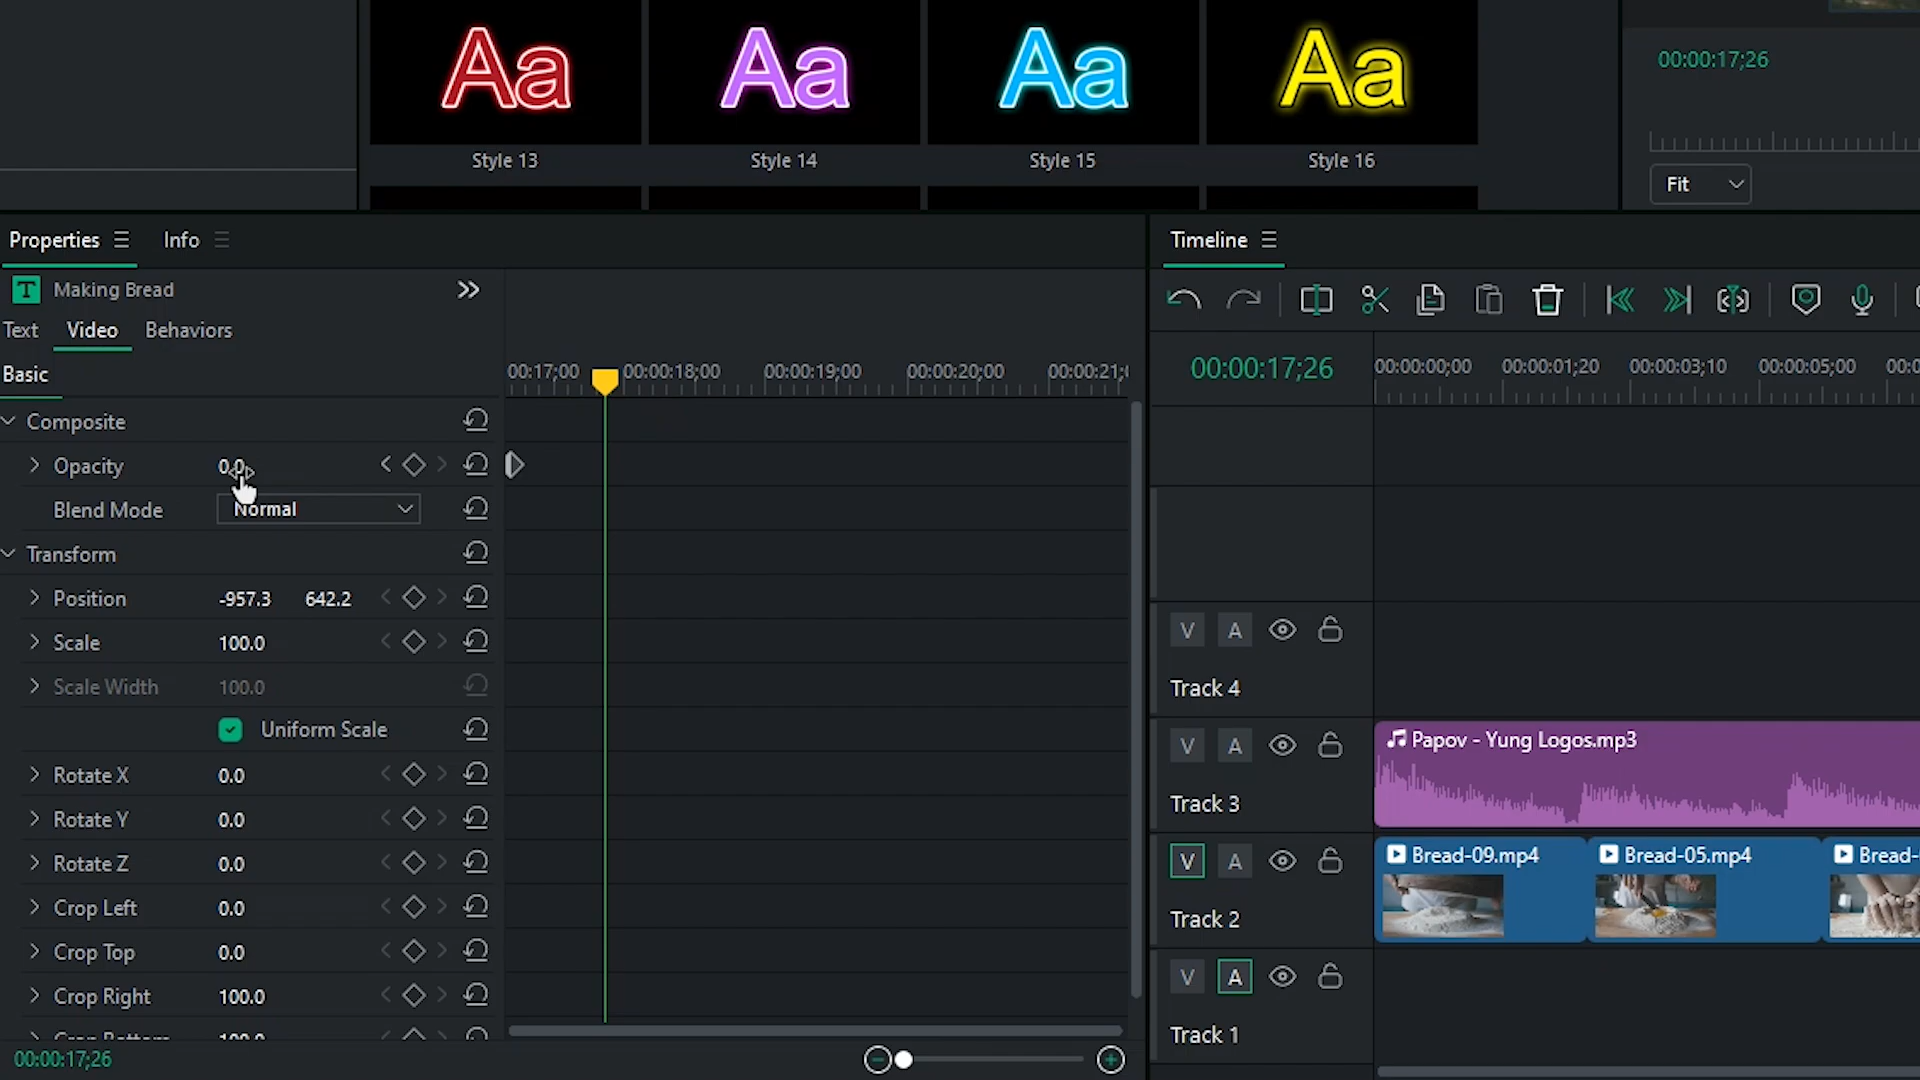 Aa Aa Aa Aa
Style 13 Style 14 Style 15 Style 16
00:00:17;26
Fit
Properties Info
T Making Bread
Text Video Behaviors
Basic
00:17;00 00:00:18;00 00:00:19;00 00:00:20;00 00:00:21;
Composite
Opacity 0.0
Blend Mode Normal
Transform
Position -957.3 642.2
Scale 100.0
Scale Width 100.0
Uniform Scale
Rotate X 0.0
Rotate Y 0.0
Rotate Z 0.0
Crop Left 0.0
Crop Top 0.0
Crop Right 100.0
00:00:17;26
Timeline
00:00:17;26 00:00:00;00 00:00:01;20 00:00:03;10 00:00:05;00
V A
Track 4
V A
Track 3
Papov - Yung Logos.mp3
V A
Track 2
Bread-09.mp4 Bread-05.mp4 Bread-
V A
Track 1